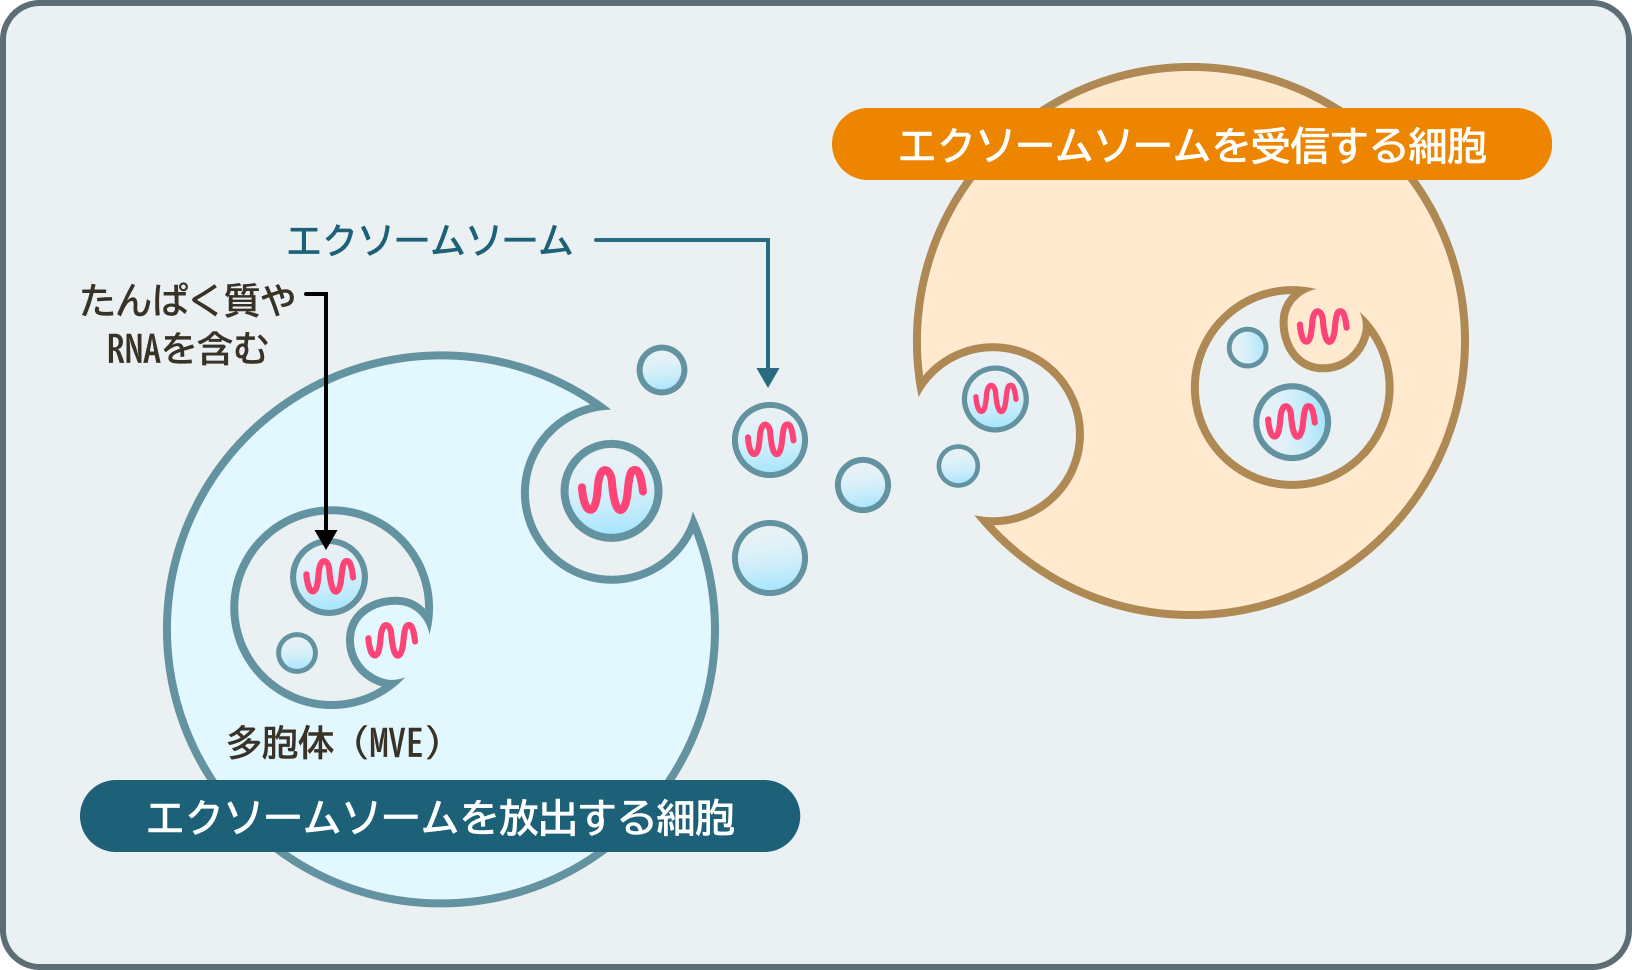 エクソームソームを受信する細胞
エクソームソーム
たんぱく質や
RNAを含む
多胞体（MVE）
エクソームソームを放出する細胞